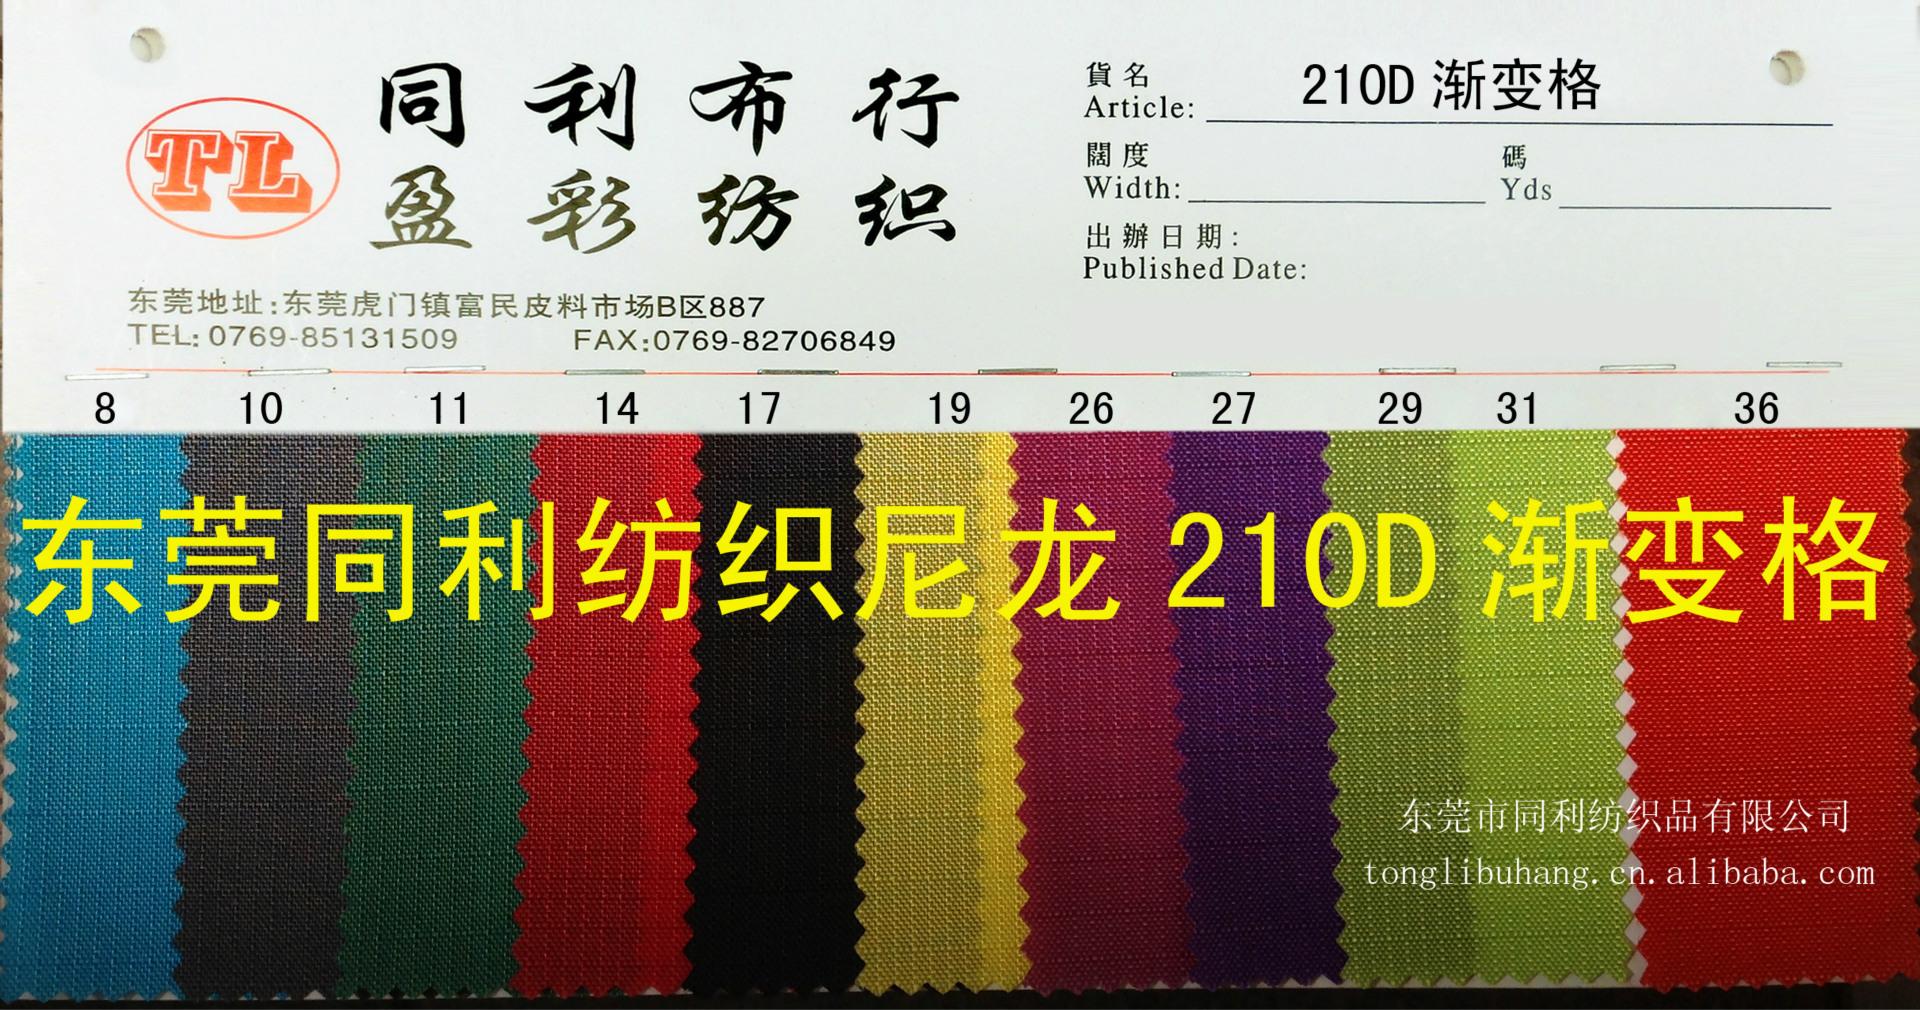 同利布行
盈彩纺织
TL
东莞地址:东莞虎门镇富民皮料市场B区887
TEL: 0769-85131509 FAX:0769-82706849
貨名
Article: 210D 渐变格
闊度 碼
Width: Yds
出辦日期:
Published Date:
8 10 11 14 17 19 26 27 29 31 36
东莞同利纺织尼龙 210D 渐变格
东莞市同利纺织品有限公司
tonglibuhang.cn.alibaba.com